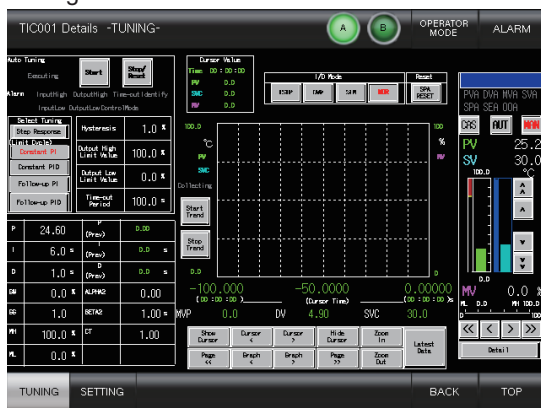 TIC001 Details -TUNING-
A
B
OPERATOR MODE
ALARM
Auto Tuning
Executing
Start
Stop/ Reset
Alarm InputHigh OutputHigh Time-out Identify
InputLow OutputLow ControlMode
Select Tuning
Step Response
(Limit Cycle)
Constant PI
Constant PID
Follow-up PI
Follow-up PID
Hysteresis 1.0 %
Output High Limit Value 100.0 %
Output Low Limit Value 0.0 %
Time-out Period 100.0 s
P 24.60 P (Prev) 0.00
I 6.0 s I (Prev) 0.0 s
D 1.0 s D (Prev) 0.0 s
GW 0.0 % ALPHA2 0.00
GG 1.0 BETA2 1.00 s
MH 100.0 % CT 1.00
ML 0.0 %
Cursor Value
Time 00 : 00 : 00
PV 0.0
SVC 0.0
MV 0.0
I/O Mode
STOP
CMP
SIM
NOR
Reset
SPA RESET
100.0
°C
PV
SVC
Collecting
Start Trend
Stop Trend
0.0
100
%
MV
0
-100.000 -50.0000 0.00000
(00 :00 :00 ) (Cursor Time) (00 :00 :00 )s
MVP 0.0 DV 4.90 SVC 30.0
Show Cursor
Cursor <
Cursor >
Hide Cursor
Zoom In
Latest Data
Page <<
Graph <
Graph >
Page >>
Zoom Out
PVA DVA MVA SVA
SPA SEA OOA
CAS AUT MAN
PV 25.2
SV 30.0
100.0
0.0
MV 0.0 %
ML 0.0 MH 100.0
0 100
<< < > >>
Detail
TUNING
SETTING
BACK
TOP